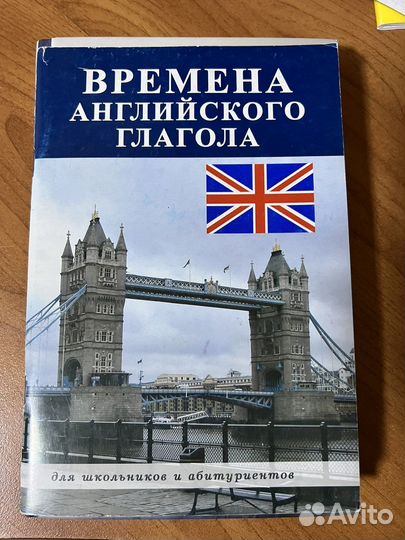 ВРЕМЕНА
АНГЛИЙСКОГО
ГЛАГОЛА
для школьников и абитуриентов
Avito